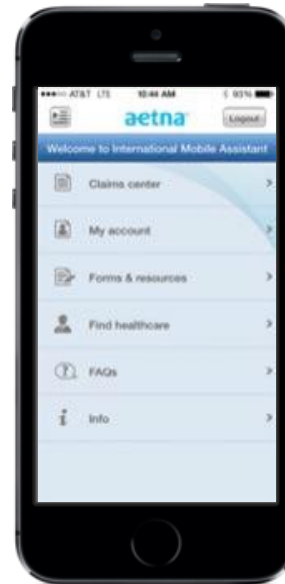 AT&T LTE 10:44 AM 93%
aetna Logout
Welcome to International Mobile Assistant
Claims center
My account
Forms & resources
Find healthcare
FAQs
Info